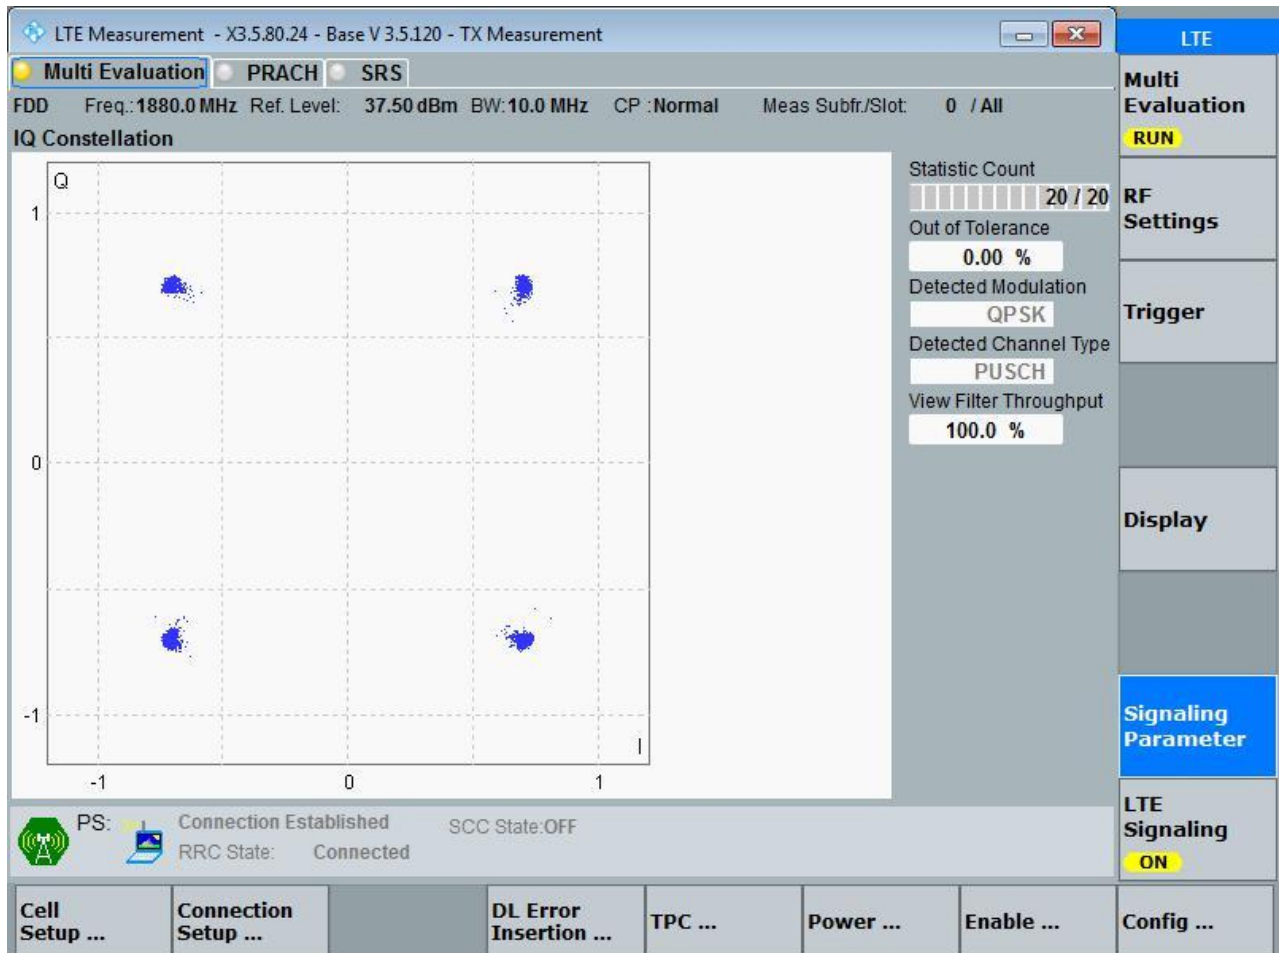 LTE Measurement - X3.5.80.24 - Base V 3.5.120 - TX Measurement
LTE
Multi Evaluation PRACH SRS
FDD Freq.:1880.0 MHz Ref. Level: 37.50 dBm BW:10.0 MHz CP :Normal Meas Subfr./Slot: 0 / All
IQ Constellation
Q
1
0
-1
I
-1 0 1
Statistic Count
20 / 20
Out of Tolerance
0.00 %
Detected Modulation
QPSK
Detected Channel Type
PUSCH
View Filter Throughput
100.0 %
Multi
Evaluation
RUN
RF
Settings
Trigger
Display
Signaling
Parameter
LTE
Signaling
ON
PS: Connection Established SCC State:OFF
RRC State: Connected
Cell
Setup ...
Connection
Setup ...
DL Error
Insertion ...
TPC ...
Power ...
Enable ...
Config ...